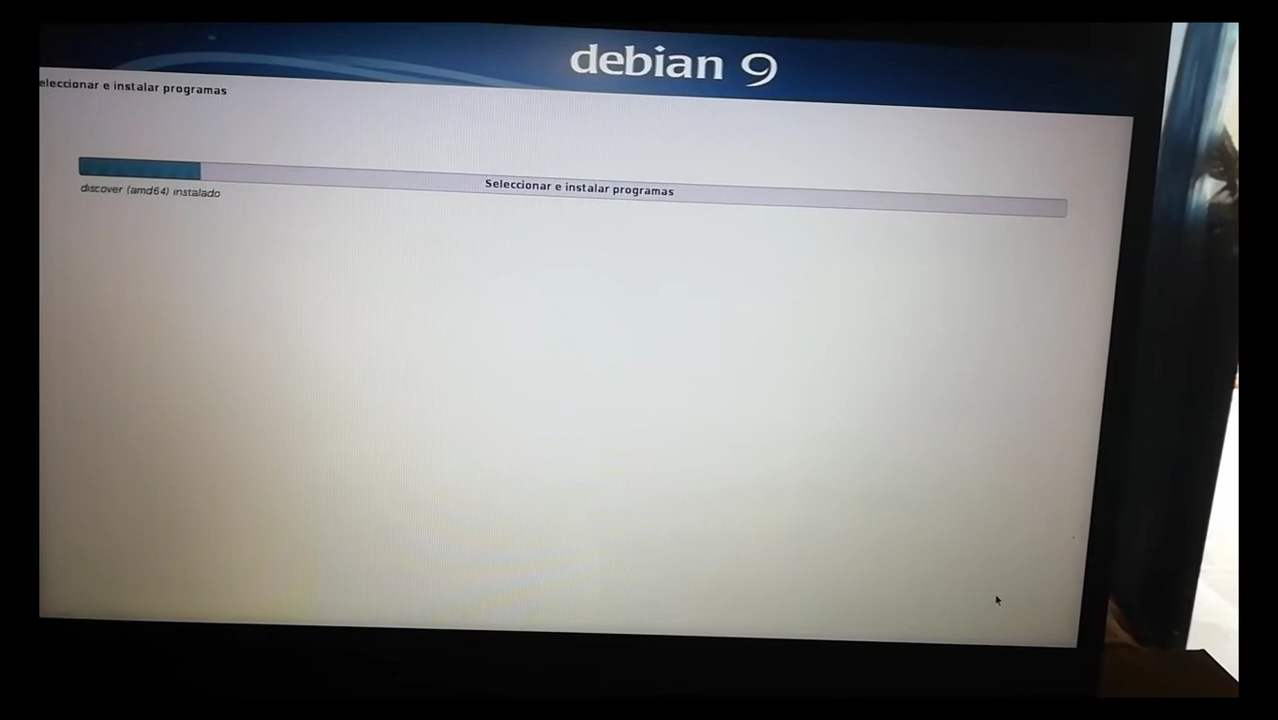 debian 9
eleccionar e instalar programas
Seleccionar e instalar programas
discover (amd64) instalado